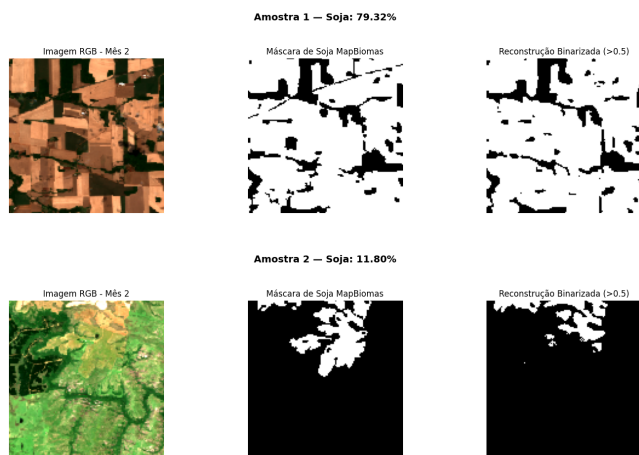 Amostra 1 — Soja: 79.32%
Imagem RGB - Mês 2
Máscara de Soja MapBiomas
Reconstrução Binarizada (>0.5)
Amostra 2 — Soja: 11.80%
Imagem RGB - Mês 2
Máscara de Soja MapBiomas
Reconstrução Binarizada (>0.5)